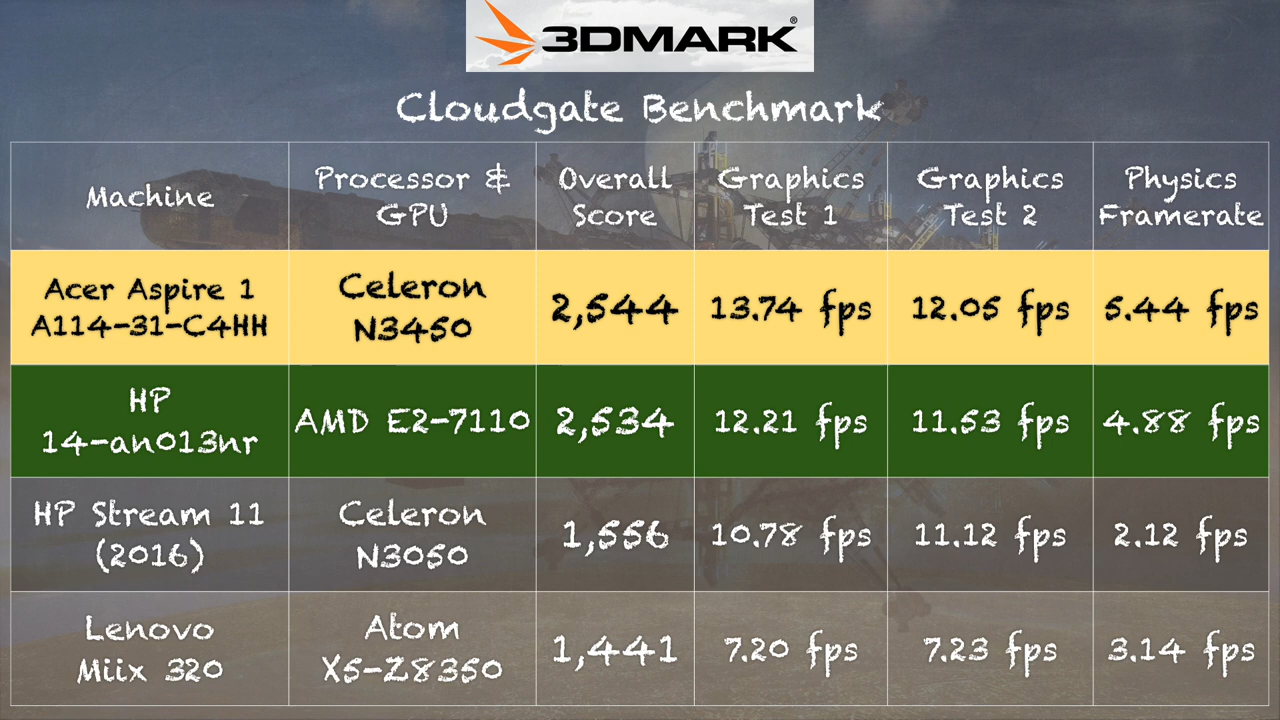 3DMARK®
Cloudgate Benchmark
Machine
Processor &
GPU
Overall
Score
Graphics
Test 1
Graphics
Test 2
Physics
Framerate
Acer Aspire 1
A114-31-C4HH
Celeron
N3450
2,544
13.74 fps
12.05 fps
5.44 fps
HP
14-an013nr
AMD E2-7110
2,534
12.21 fps
11.53 fps
4.88 fps
HP Stream 11
(2016)
Celeron
N3050
1,556
10.78 fps
11.12 fps
2.12 fps
Lenovo
Miix 320
Atom
X5-Z8350
1,441
7.20 fps
7.23 fps
3.14 fps